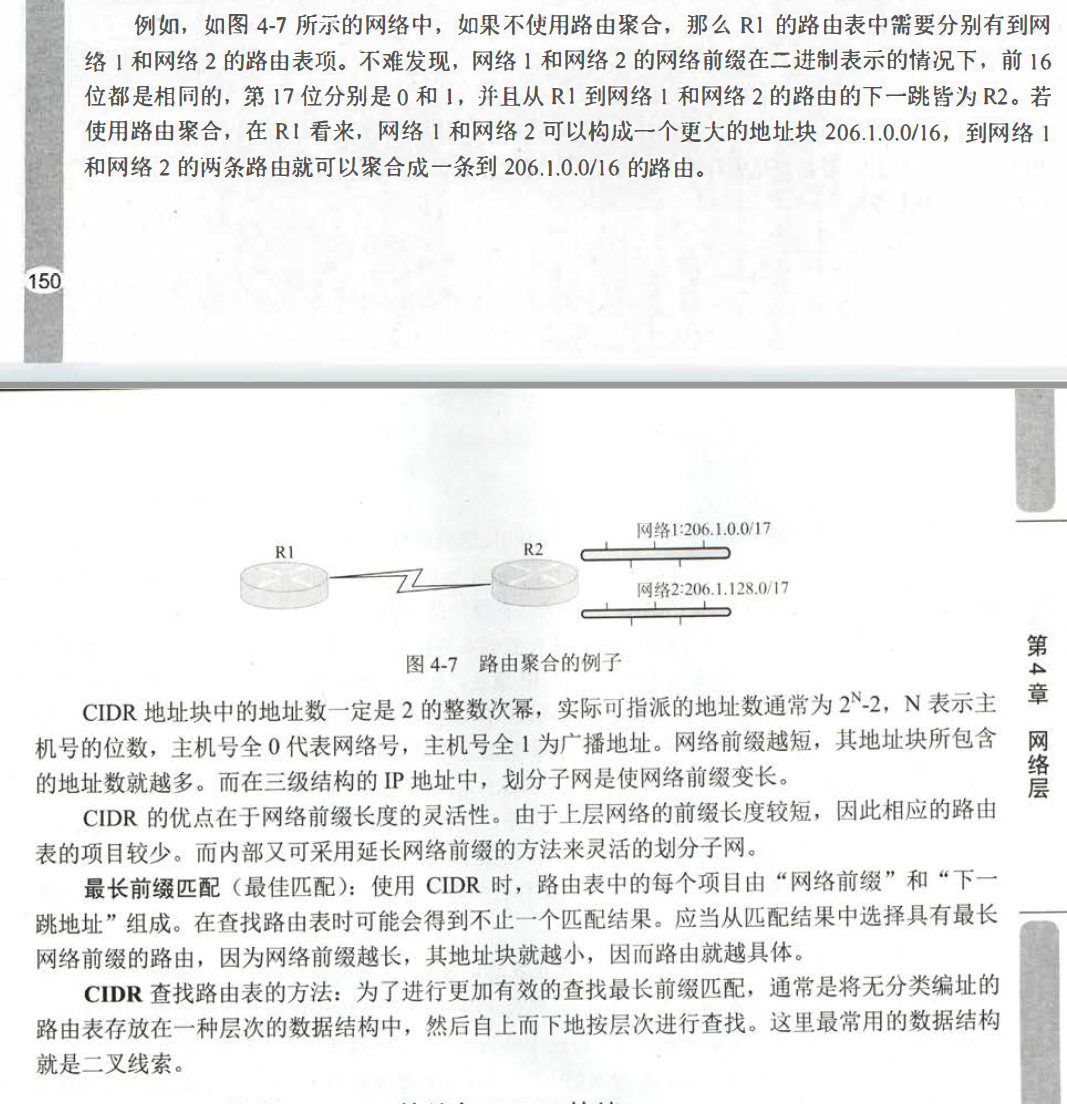 例如，如图 4-7 所示的网络中，如果不使用路由聚合，那么 R1 的路由表中需要分别有到网
络 1 和网络 2 的路由表项。不难发现，网络 1 和网络 2 的网络前缀在二进制表示的情况下，前 16
位都是相同的，第 17 位分别是 0 和 1，并且从 R1 到网络 1 和网络 2 的路由的下一跳皆为 R2。若
使用路由聚合，在 R1 看来，网络 1 和网络 2 可以构成一个更大的地址块 206.1.0.0/16，到网络 1
和网络 2 的两条路由就可以聚合成一条到 206.1.0.0/16 的路由。
150
网络1:206.1.0.0/17
R1
R2
网络2:206.1.128.0/17
图 4-7 路由聚合的例子
第4章 网络层
CIDR 地址块中的地址数一定是 2 的整数次幂，实际可指派的地址数通常为 2^N-2，N 表示主
机号的位数，主机号全 0 代表网络号，主机号全 1 为广播地址。网络前缀越短，其地址块所包含
的地址数就越多。而在三级结构的 IP 地址中，划分子网是使网络前缀变长。
CIDR 的优点在于网络前缀长度的灵活性。由于上层网络的前缀长度较短，因此相应的路由
表的项目较少。而内部又可采用延长网络前缀的方法来灵活的划分子网。
最长前缀匹配（最佳匹配）：使用 CIDR 时，路由表中的每个项目由“网络前缀”和“下一
跳地址”组成。在查找路由表时可能会得到不止一个匹配结果。应当从匹配结果中选择具有最长
网络前缀的路由，因为网络前缀越长，其地址块就越小，因而路由就越具体。
CIDR 查找路由表的方法：为了进行更加有效的查找最长前缀匹配，通常是将无分类编址的
路由表存放在一种层次的数据结构中，然后自上而下地按层次进行查找。这里最常用的数据结构
就是二叉线索。